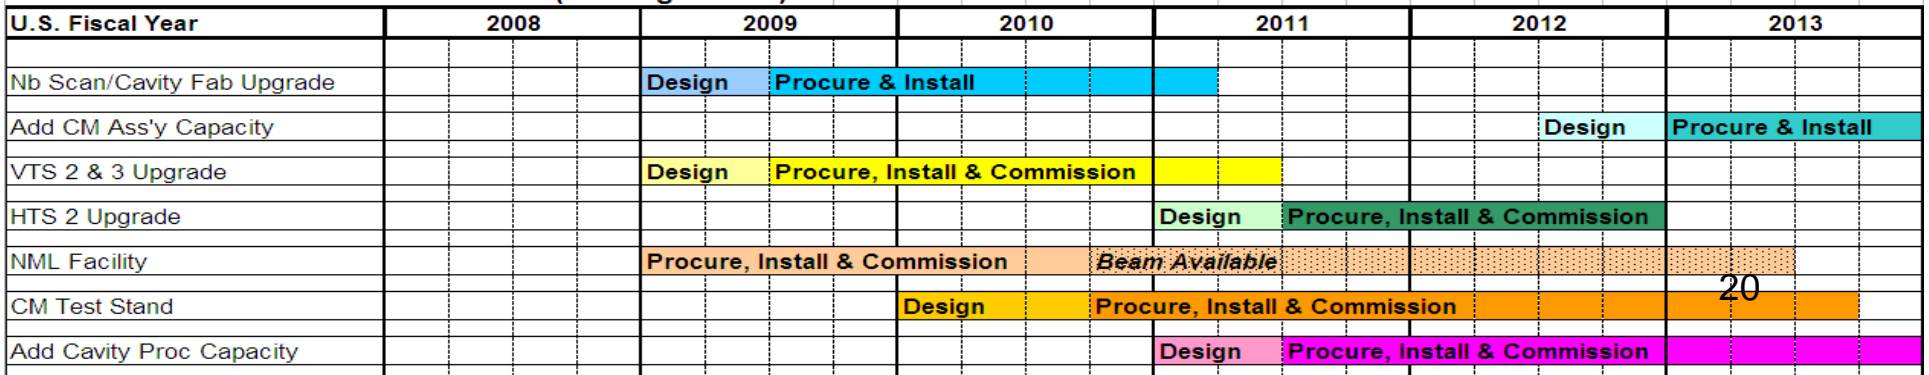 U.S. Fiscal Year 2008 2009 2010 2011 2012 2013
Nb Scan/Cavity Fab Upgrade Design Procure & Install
Add CM Ass'y Capacity Design Procure & Install
VTS 2 & 3 Upgrade Design Procure, Install & Commission
HTS 2 Upgrade Design Procure, Install & Commission
NML Facility Procure, Install & Commission Beam Available
20
CM Test Stand Design Procure, Install & Commission
Add Cavity Proc Capacity Design Procure, Install & Commission